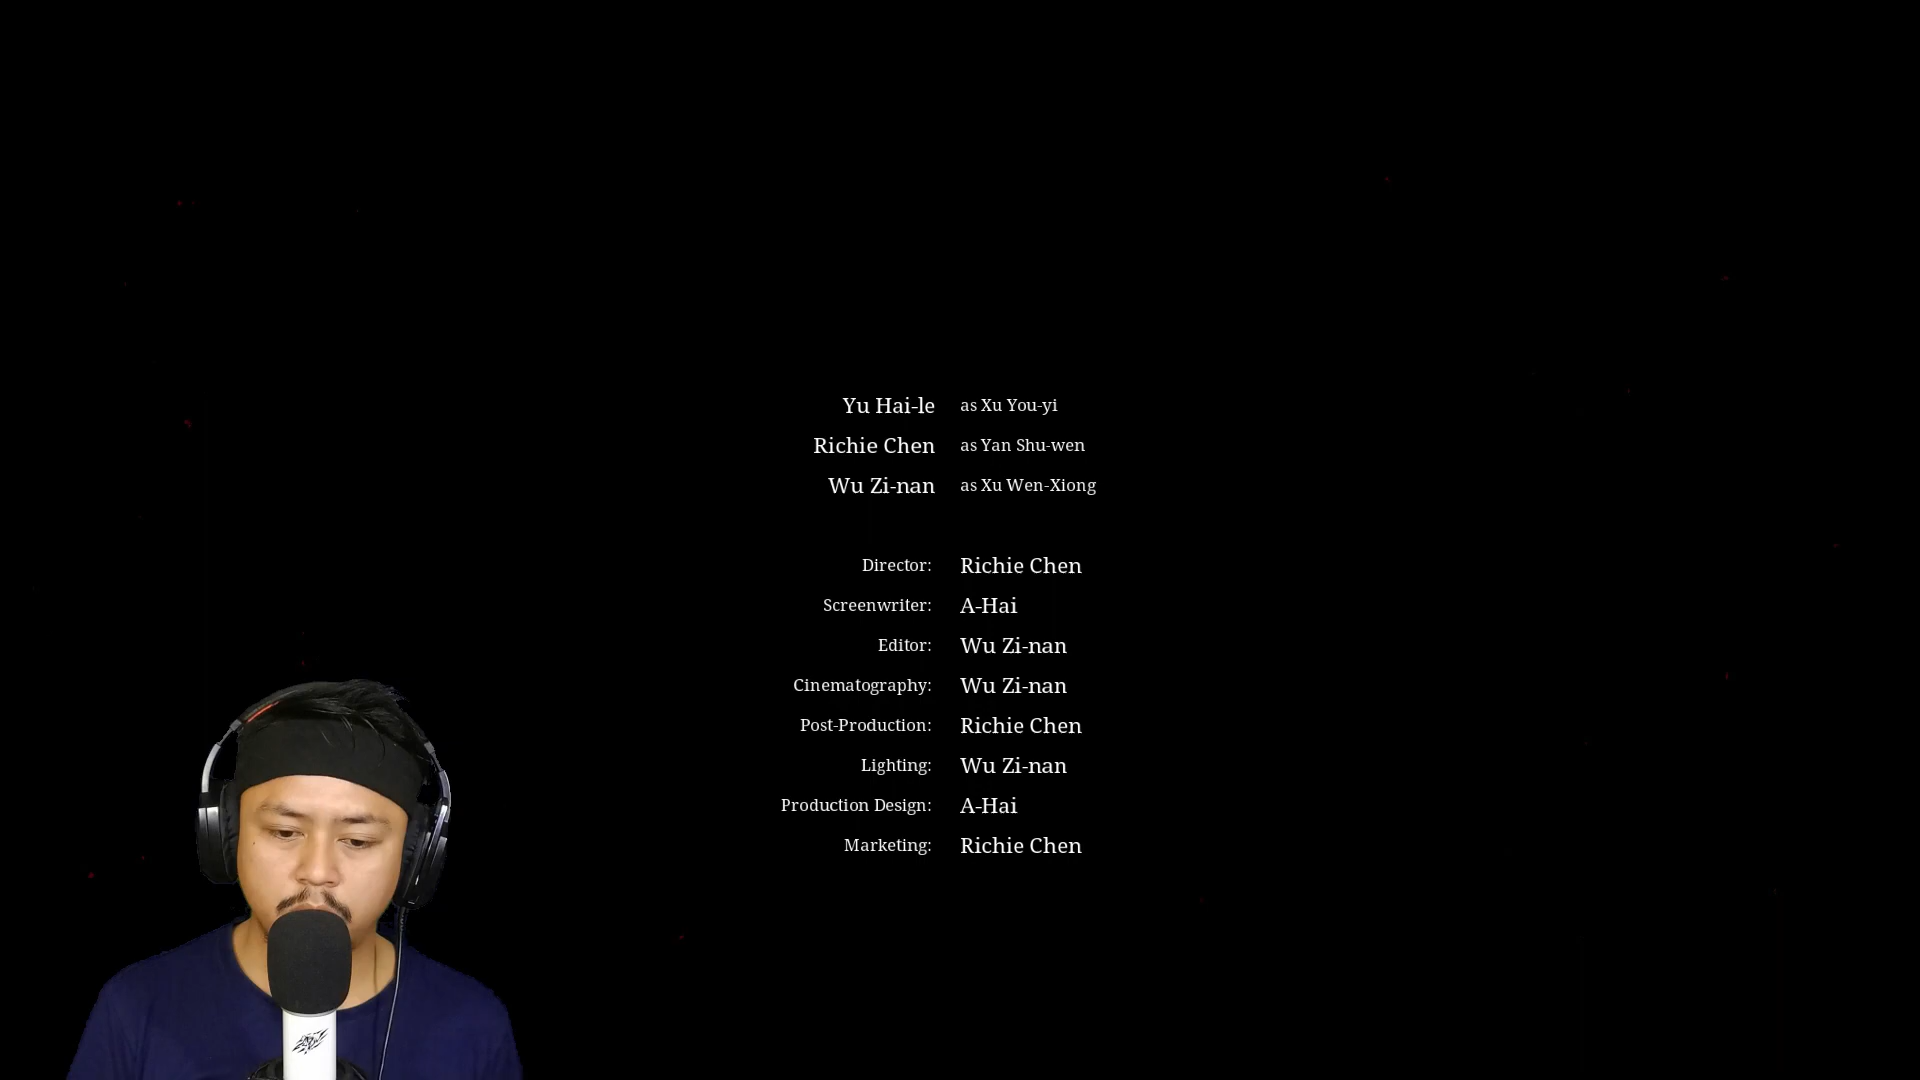 Yu Hai-le as Xu You-yi
Richie Chen as Yan Shu-wen
Wu Zi-nan as Xu Wen-Xiong
Director: Richie Chen
Screenwriter: A-Hai
Editor: Wu Zi-nan
Cinematography: Wu Zi-nan
Post-Production: Richie Chen
Lighting: Wu Zi-nan
Production Design: A-Hai
Marketing: Richie Chen